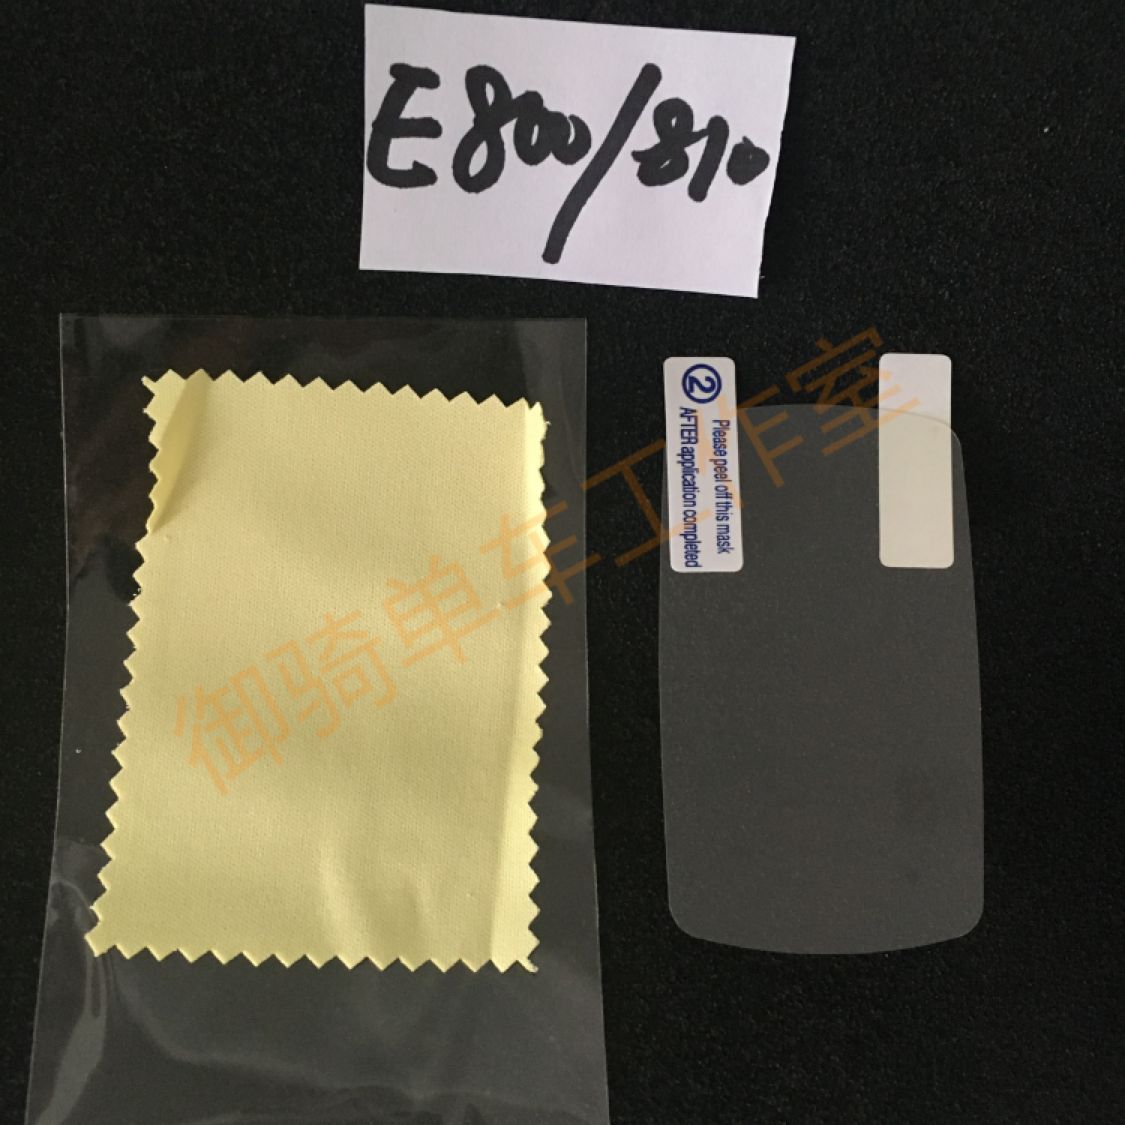 E800/810
② Please peel off this mask
AFTER application completed
御骑单车工作室